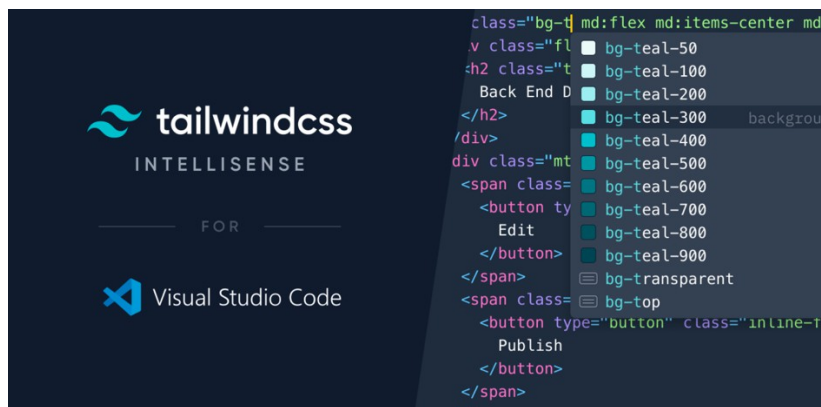 tailwindcss
INTELLISENSE
FOR
Visual Studio Code
class="bg-t md:flex md:items-center md
v class="fl
<h2 class="t
Back End D
</h2>
/div>
div class="mt
<span class=
<button ty
Edit
</button>
</span>
<span class=
<button type="button" class="inline-f
Publish
</button>
</span>
bg-teal-50
bg-teal-100
bg-teal-200
bg-teal-300 backgrou
bg-teal-400
bg-teal-500
bg-teal-600
bg-teal-700
bg-teal-800
bg-teal-900
bg-transparent
bg-top